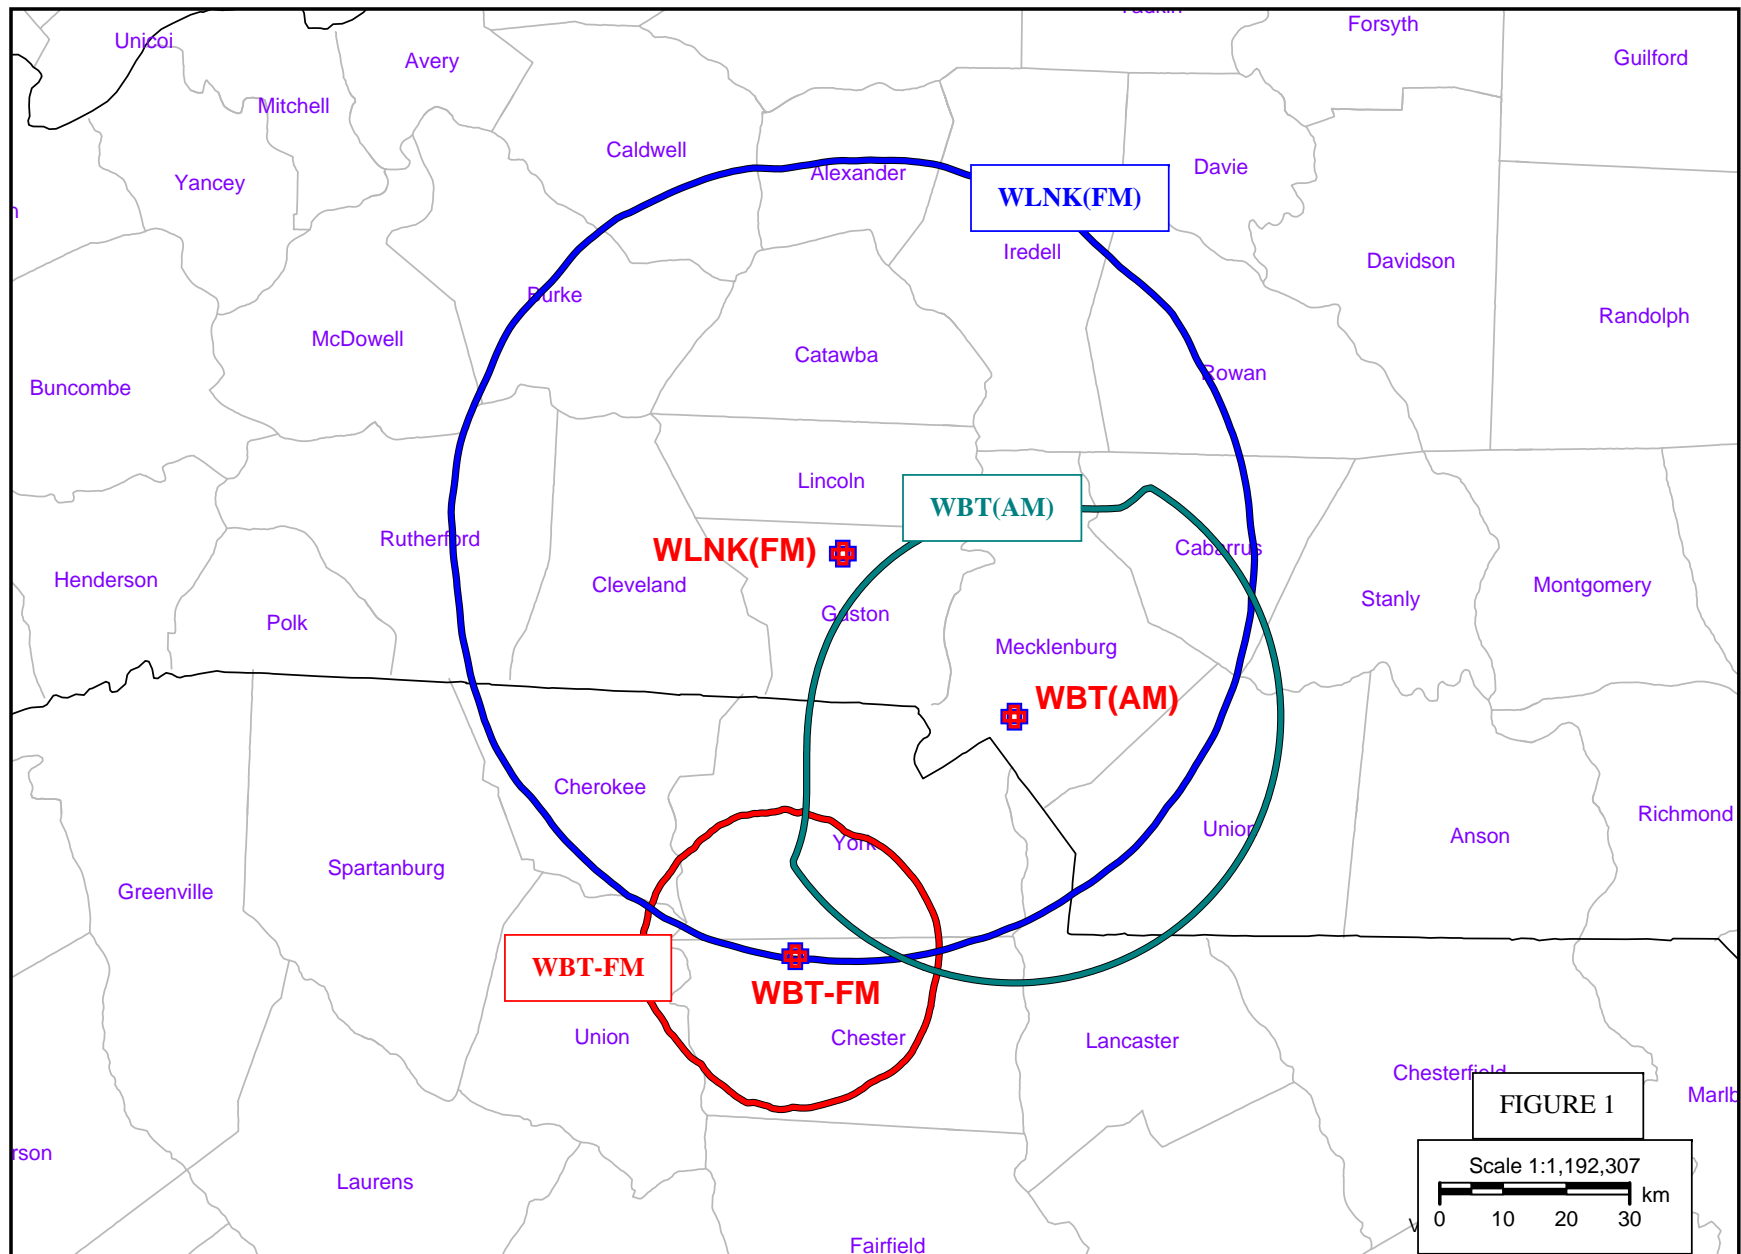 Yadkin
Forsyth
Unicoi
Avery
Guilford
Mitchell
Caldwell
Alexander
Davie
Yancey
WLNK(FM)
Iredell
Davidson
Burke
Randolph
McDowell
Catawba
Rowan
Buncombe
Lincoln
WBT(AM)
Rutherford
WLNK(FM)
Cabarrus
Henderson
Cleveland
Montgomery
Stanly
Polk
Gaston
Mecklenburg
WBT(AM)
Cherokee
Richmond
York
Union
Anson
Spartanburg
Greenville
WBT-FM
WBT-FM
Union
Chester
Lancaster
Chesterfield
Marlb
FIGURE 1
rson
Scale 1:1,192,307
Laurens
km
0 10 20 30
Fairfield